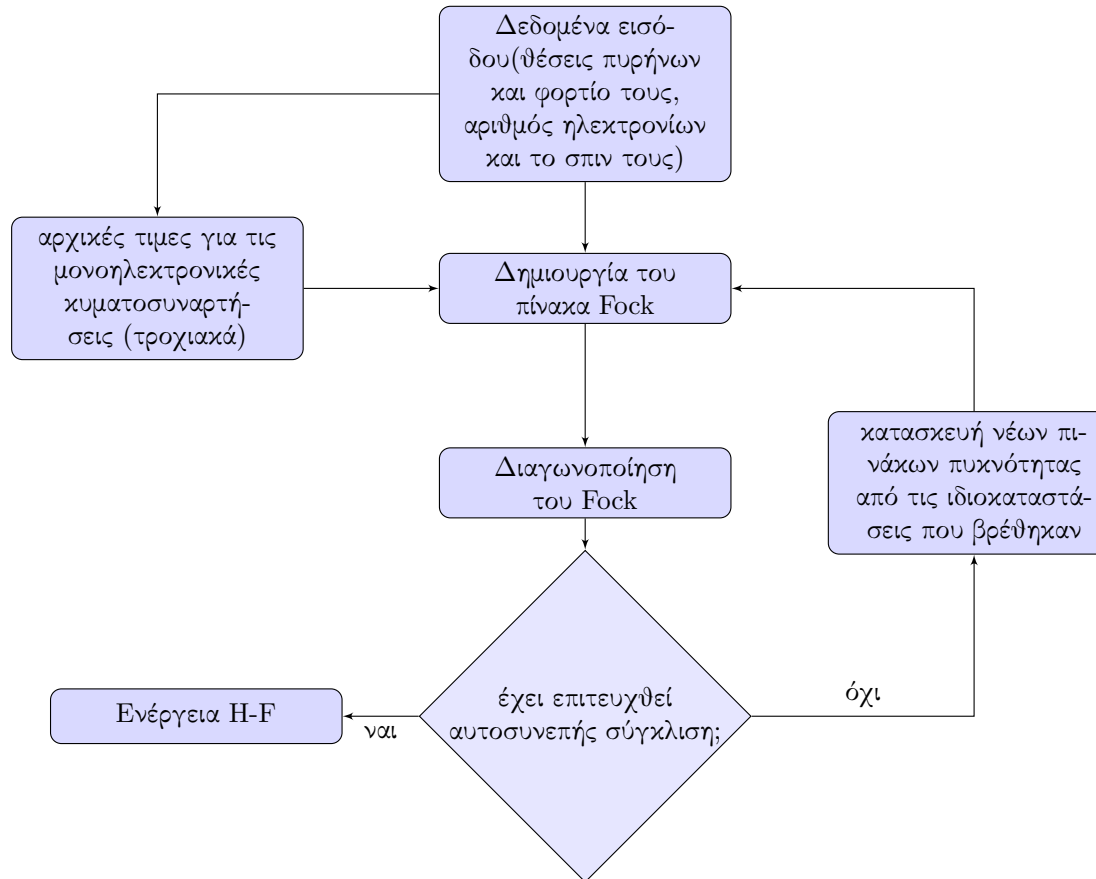 Δεδομένα εισό-
δου(θέσεις πυρήνων
και φορτίο τους,
αριθμός ηλεκτρονίων
και το σπιν τους)
αρχικές τιμες για τις
μονοηλεκτρονικές
κυματοσυναρτή-
σεις (τροχιακά)
Δημιουργία του
πίνακα Fock
κατασκευή νέων πι-
νάκων πυκνότητας
από τις ιδιοκαταστά-
σεις που βρέθηκαν
Διαγωνοποίηση
του Fock
έχει επιτευχθεί
αυτοσυνεπής σύγκλιση;
όχι
ναι
Ενέργεια H-F